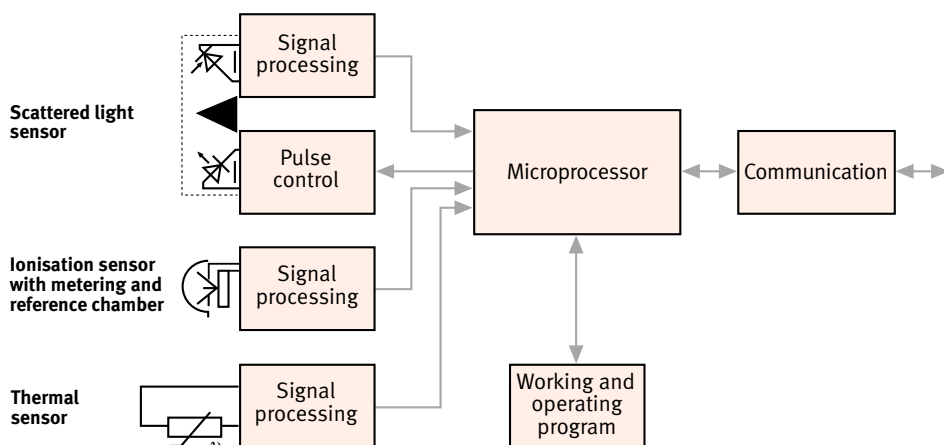 Scattered light
sensor
Signal
processing
Pulse
control
Microprocessor
Communication
Ionisation sensor
with metering and
reference chamber
Signal
processing
Thermal
sensor
Signal
processing
Working and
operating
program